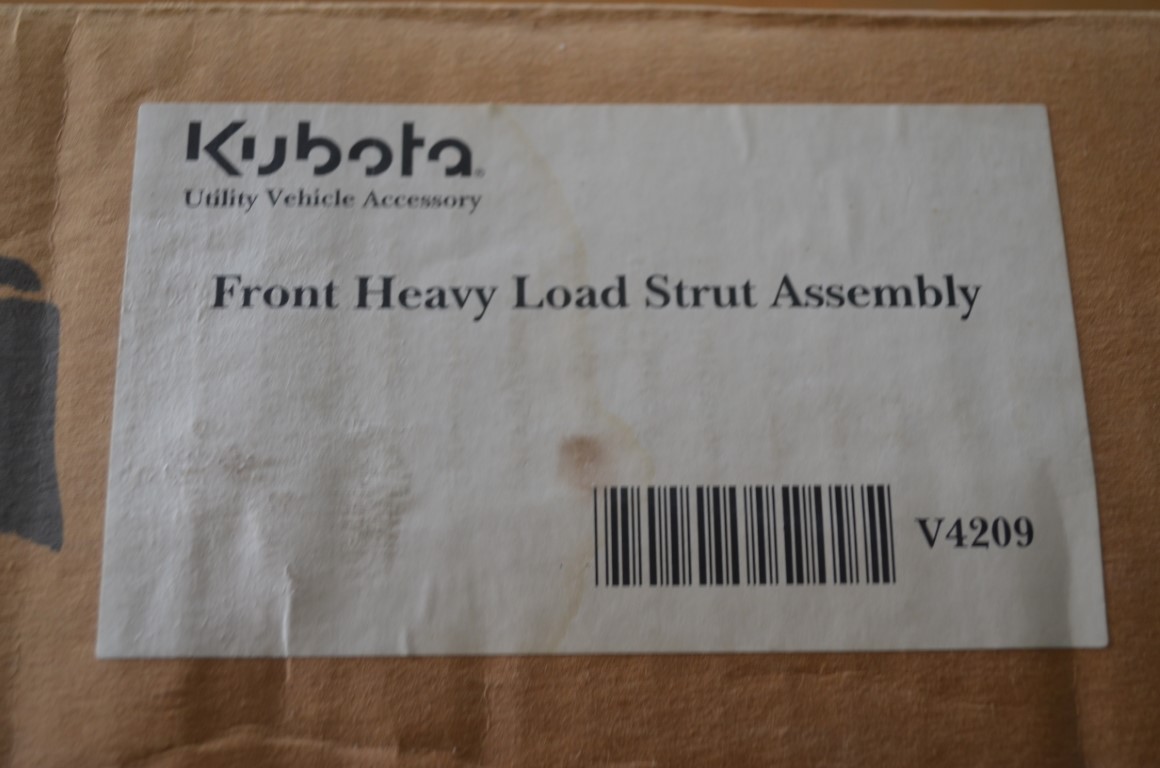 Kubota®
Utility Vehicle Accessory
Front Heavy Load Strut Assembly
V4209